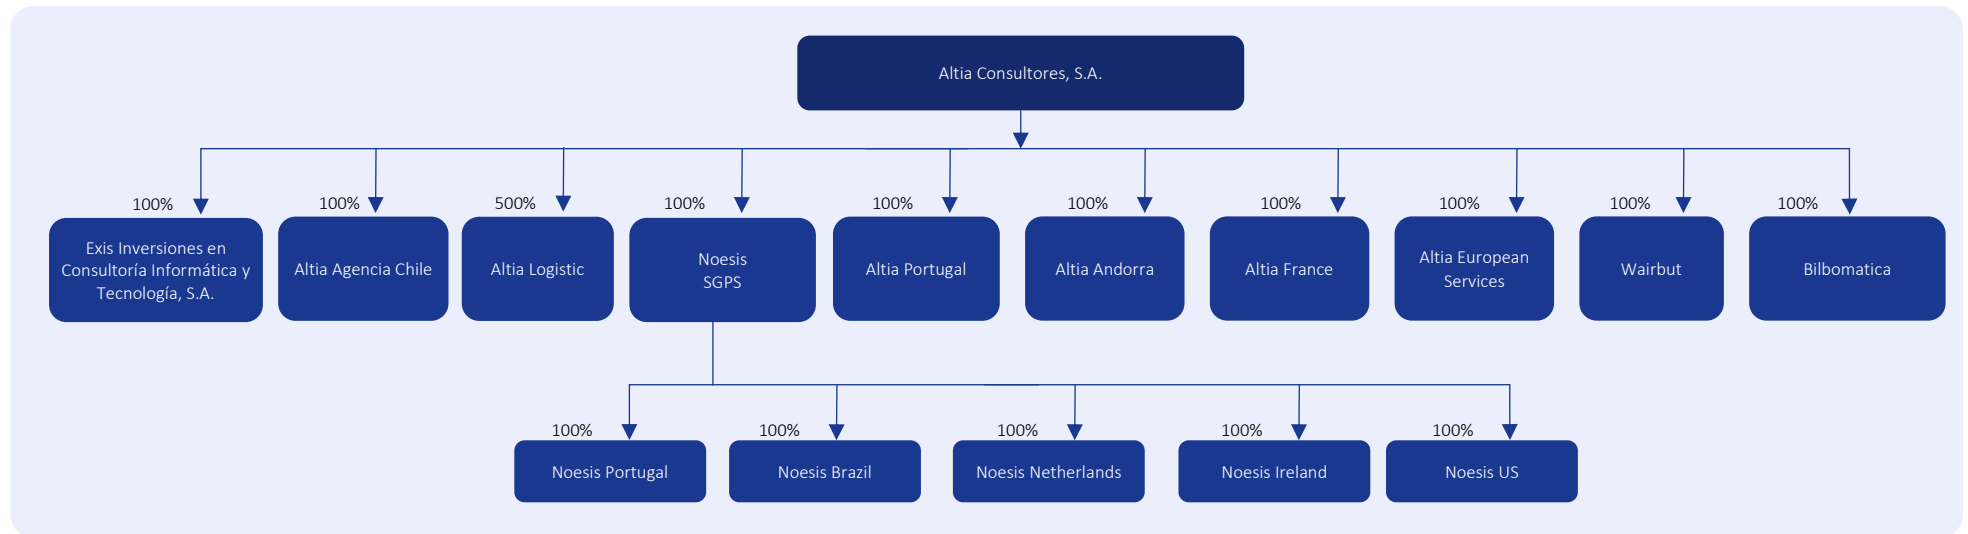 Altia Consultores, S.A.
100%
100%
500%
100%
100%
100%
100%
100%
100%
100%
Exis Inversiones en
Consultoría Informática y
Tecnología, S.A.
Altia Agencia Chile
Altia Logistic
Noesis
SGPS
Altia Portugal
Altia Andorra
Altia France
Altia European
Services
Wairbut
Bilbomatica
100%
100%
100%
100%
100%
Noesis Portugal
Noesis Brazil
Noesis Netherlands
Noesis Ireland
Noesis US